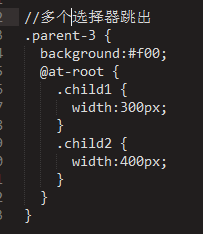 //多个选择器跳出
.parent-3 {
  background:#f00;
  @at-root {
    .child1 {
      width:300px;
    }
    .child2 {
      width:400px;
    }
  }
}